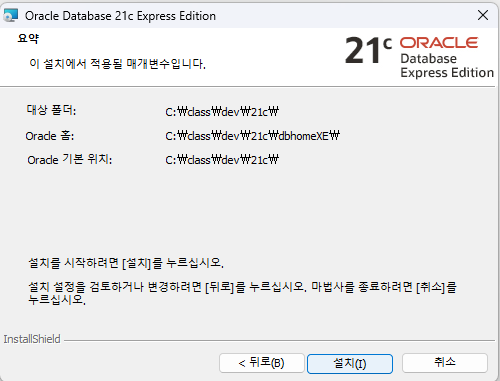 Oracle Database 21c Express Edition
요약
이 설치에서 적용될 매개변수입니다.
21c ORACLE
Database
Express Edition
대상 폴더: C:₩class₩dev₩21c₩
Oracle 홈: C:₩class₩dev₩21c₩dbhomeXE₩
Oracle 기본 위치: C:₩class₩dev₩21c₩
설치를 시작하려면 [설치]를 누르십시오.
설치 설정을 검토하거나 변경하려면 [뒤로]를 누르십시오. 마법사를 종료하려면 [취소]를
누르십시오.
InstallShield
< 뒤로(B) 설치(I) 취소